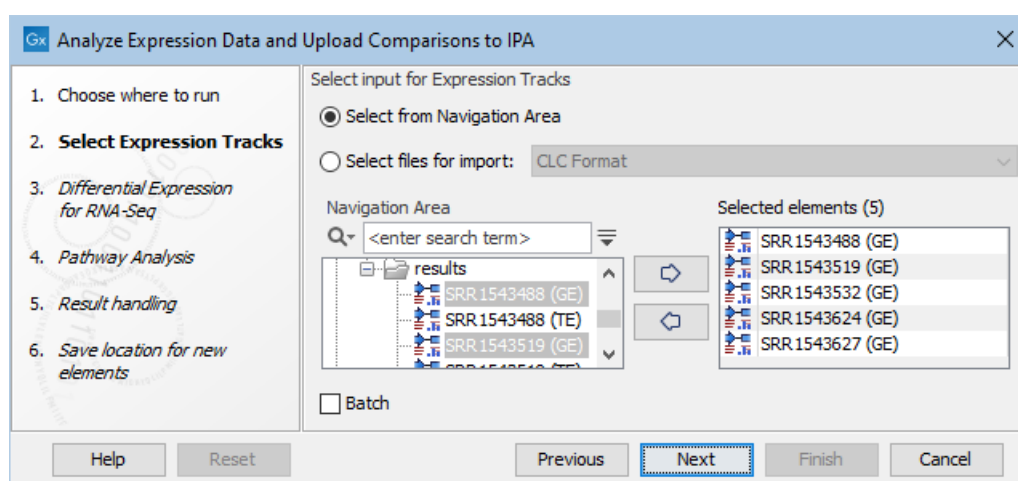 Gx Analyze Expression Data and Upload Comparisons to IPA
1. Choose where to run
2. Select Expression Tracks
3. Differential Expression
for RNA-Seq
4. Pathway Analysis
5. Result handling
6. Save location for new
elements
Select input for Expression Tracks
Select from Navigation Area
Select files for import: CLC Format
Navigation Area
<enter search term>
results
SRR1543488 (GE)
SRR1543488 (TE)
SRR1543519 (GE)
SRR1543519 (TE)
Selected elements (5)
SRR1543488 (GE)
SRR1543519 (GE)
SRR1543532 (GE)
SRR1543624 (GE)
SRR1543627 (GE)
Batch
Help Reset Previous Next Finish Cancel